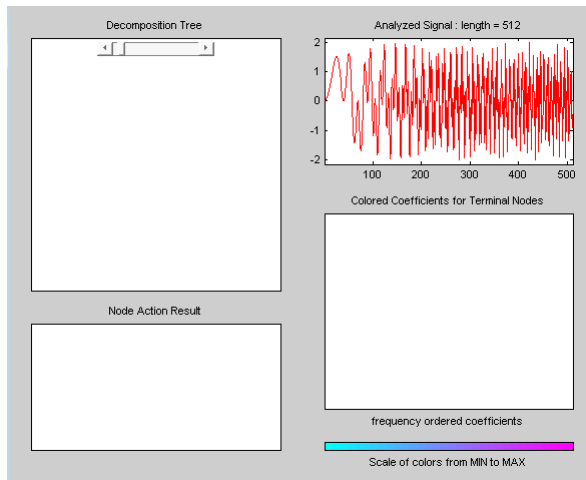 Decomposition Tree
Analyzed Signal : length = 512
2
1
0
-1
-2
100 200 300 400 500
Colored Coefficients for Terminal Nodes
Node Action Result
frequency ordered coefficients
Scale of colors from MIN to MAX